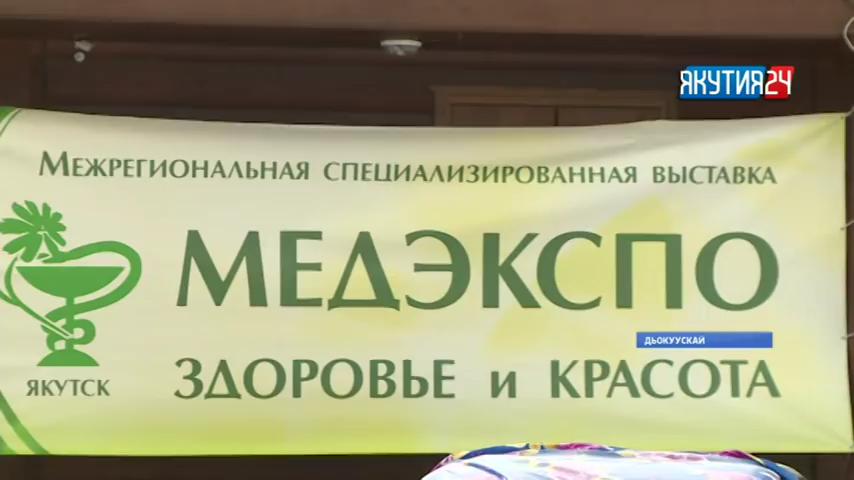 ЯКУТИЯ24
МЕЖРЕГИОНАЛЬНАЯ СПЕЦИАЛИЗИРОВАННАЯ ВЫСТАВКА
МЕДЭКСПО
ДЬОКУУСКАЙ
ЗДОРОВЬЕ и КРАСОТА
ЯКУТСК